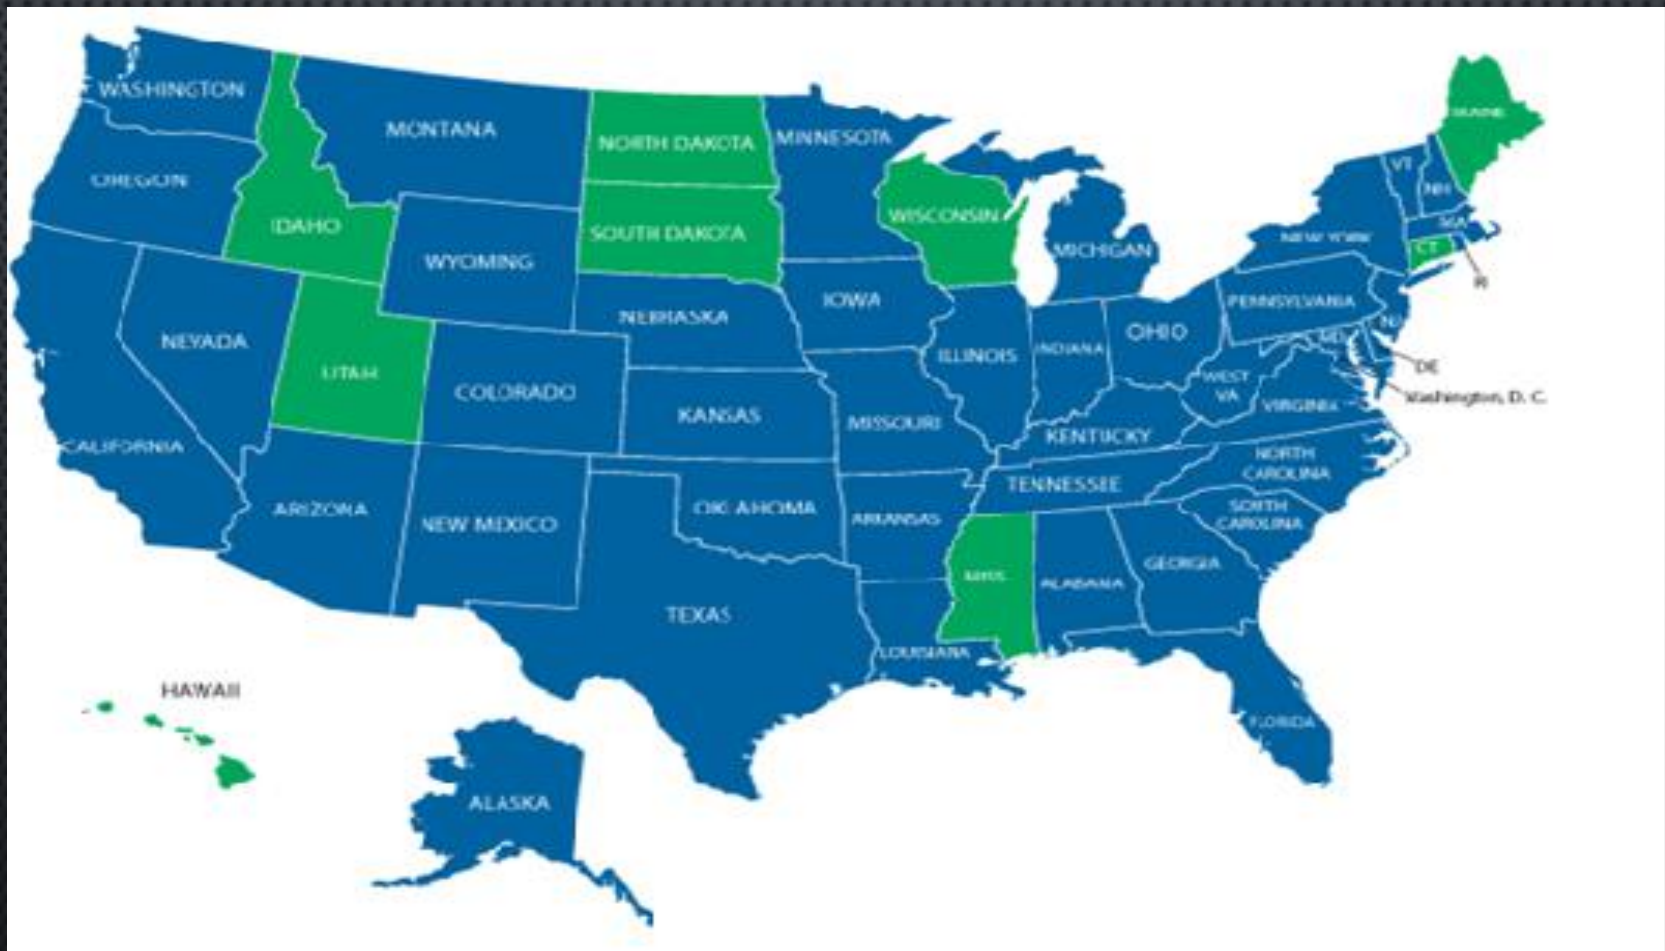 WASHINGTON
MONTANA
NORTH DAKOTA
MINNESOTA
MAINE
OREGON
IDAHO
WYOMING
SOUTH DAKOTA
WISCONSIN
MICHIGAN
VT
NH
MA
NEW YORK
CT
RI
NEVADA
UTAH
COLORADO
NEBRASKA
IOWA
ILLINOIS
INDIANA
OHIO
PENNSYLVANIA
NJ
MD
DE
Washington, D. C.
WEST
VA
VIRGINIA
CALIFORNIA
KANSAS
MISSOURI
KENTUCKY
ARIZONA
NEW MEXICO
OKLAHOMA
ARKANSAS
TENNESSEE
NORTH
CAROLINA
SOUTH
CAROLINA
TEXAS
LOUISIANA
MISS.
ALABAMA
GEORGIA
FLORIDA
HAWAII
ALASKA